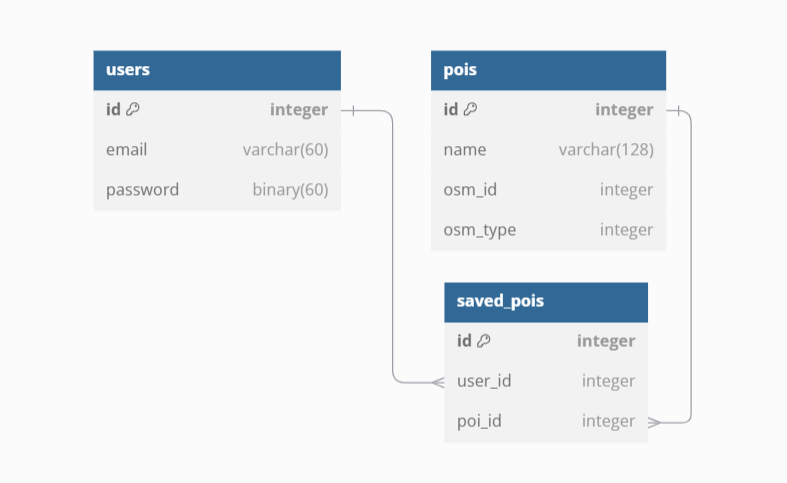 users
id integer
email varchar(60)
password binary(60)
pois
id integer
name varchar(128)
osm_id integer
osm_type integer
saved_pois
id integer
user_id integer
poi_id integer